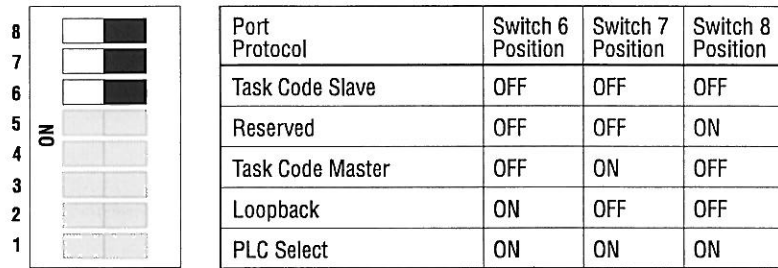 8
7
6
5
4
3
2
1
ON
Port Protocol Switch 6 Position Switch 7 Position Switch 8 Position
Task Code Slave OFF OFF OFF
Reserved OFF OFF ON
Task Code Master OFF ON OFF
Loopback ON OFF OFF
PLC Select ON ON ON